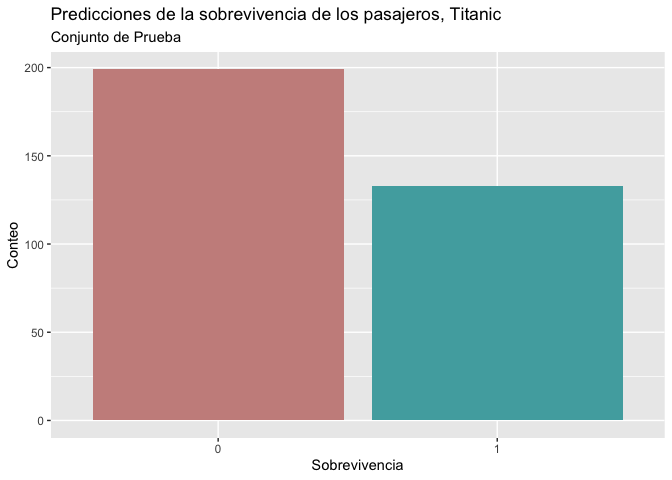 Predicciones de la sobrevivencia de los pasajeros, Titanic
Conjunto de Prueba
200
150
100
50
0
Conteo
0 1
Sobrevivencia